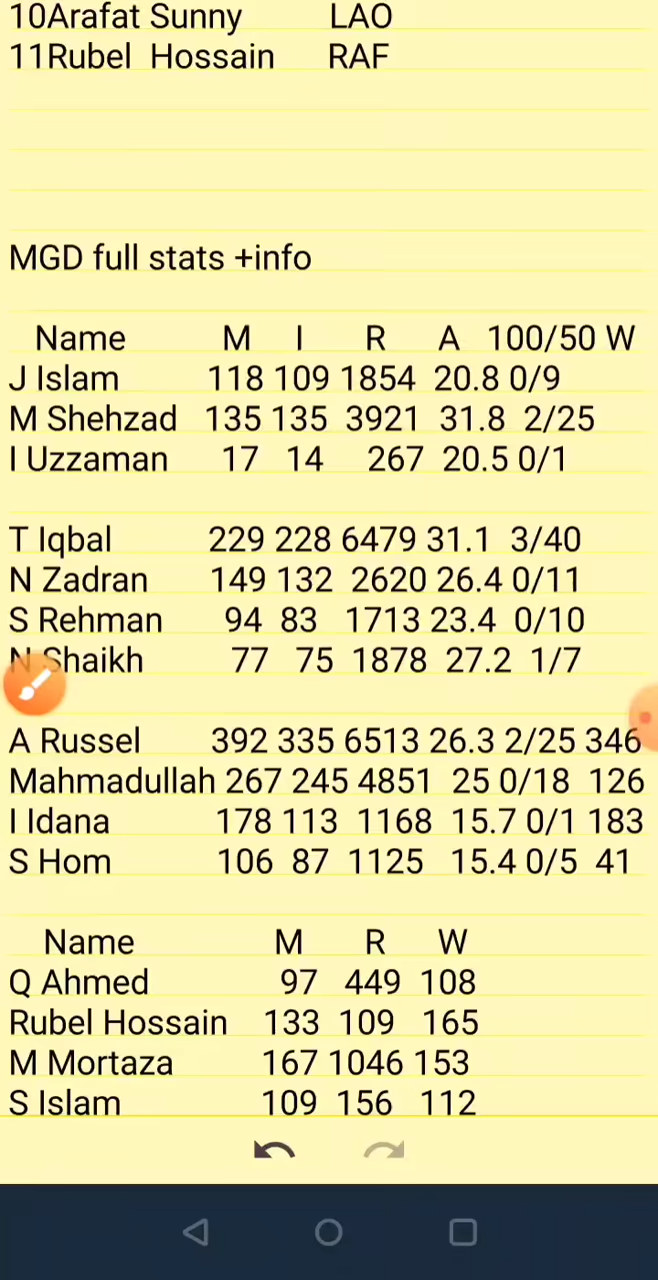 10Arafat Sunny LAO
11Rubel Hossain RAF
MGD full stats +info
Name M I R A 100/50 W
J Islam 118 109 1854 20.8 0/9
M Shehzad 135 135 3921 31.8 2/25
I Uzzaman 17 14 267 20.5 0/1
T Iqbal 229 228 6479 31.1 3/40
N Zadran 149 132 2620 26.4 0/11
S Rehman 94 83 1713 23.4 0/10
N Shaikh 77 75 1878 27.2 1/7
A Russel 392 335 6513 26.3 2/25 346
Mahmadullah 267 245 4851 25 0/18 126
I Idana 178 113 1168 15.7 0/1 183
S Hom 106 87 1125 15.4 0/5 41
Name M R W
Q Ahmed 97 449 108
Rubel Hossain 133 109 165
M Mortaza 167 1046 153
S Islam 109 156 112